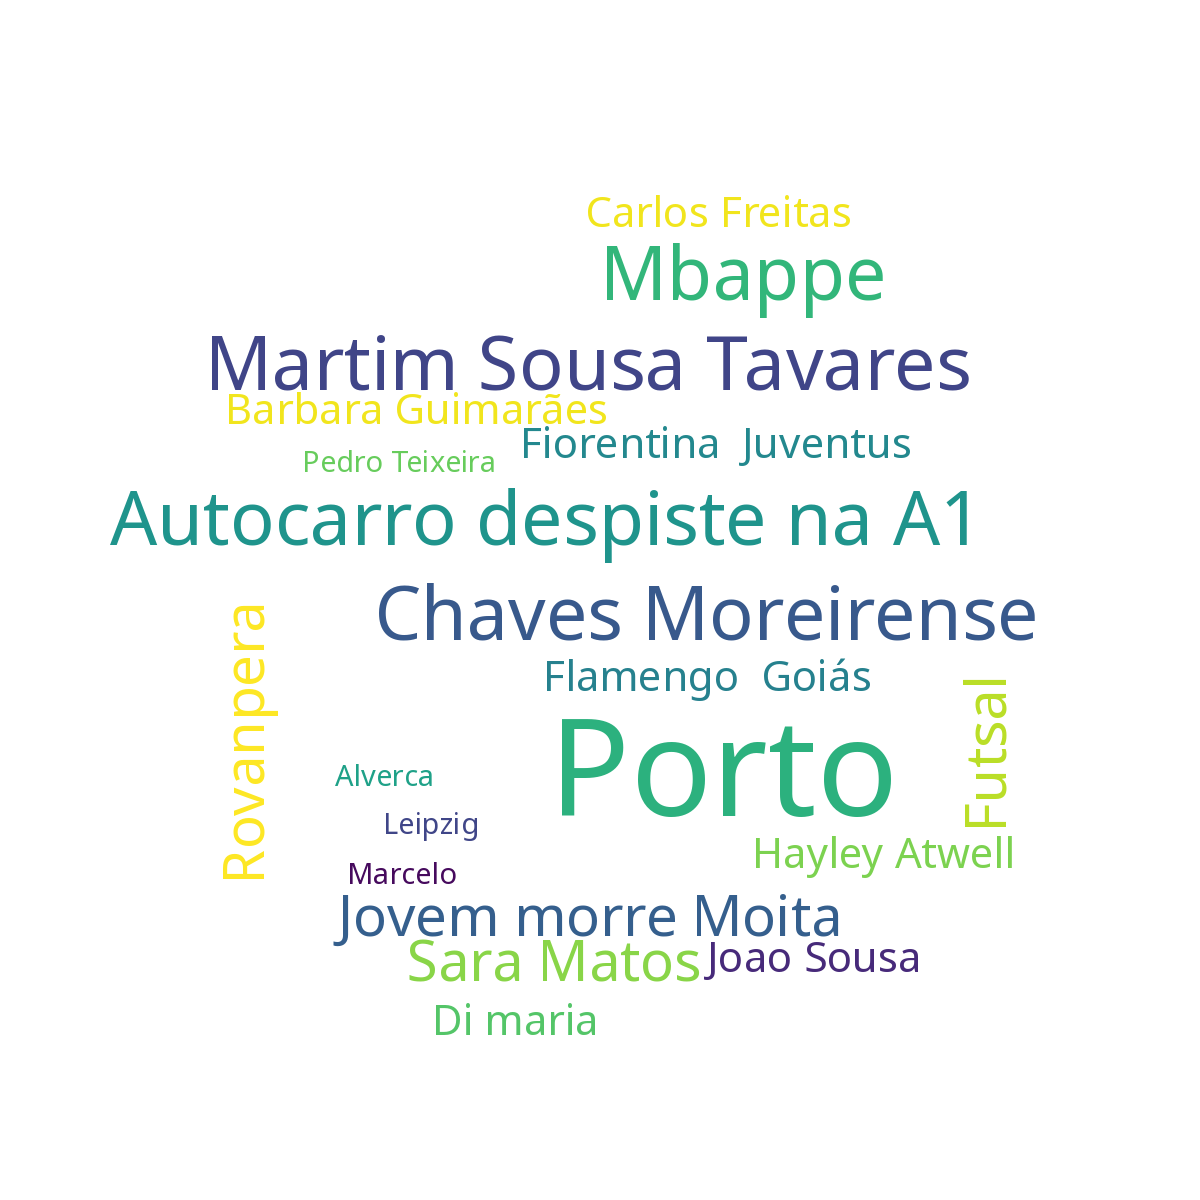 Carlos Freitas
Mbappe
Martim Sousa Tavares
Barbara Guimarães
Fiorentina Juventus
Pedro Teixeira
Autocarro despiste na A1
Chaves Moreirense
Rovanpera
Flamengo Goiás
Futsal
Porto
Alverca
Leipzig
Hayley Atwell
Marcelo
Jovem morre Moita
Sara Matos
Joao Sousa
Di maria